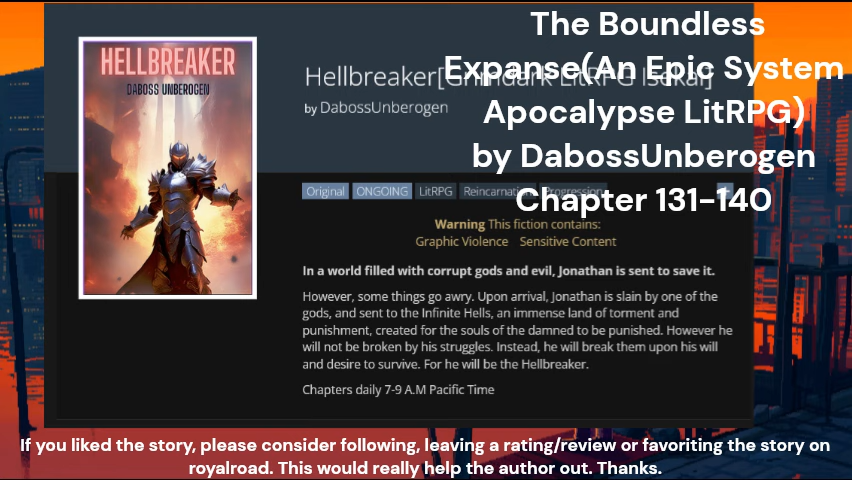 HELLBREAKER
DABOSS UNBEROGEN
The Boundless
Expanse(An Epic System
Apocalypse LitRPG)
by DabossUnberogen
Chapter 131-140
Hellbreaker[Grimdark LitRPG Isekai]
by DabossUnberogen
Original ONGOING LitRPG Reincarnation Progression
Warning This fiction contains:
Graphic Violence Sensitive Content
In a world filled with corrupt gods and evil, Jonathan is sent to save it.
However, some things go awry. Upon arrival, Jonathan is slain by one of the
gods, and sent to the Infinite Hells, an immense land of torment and
punishment, created for the souls of the damned to be punished. However he
will not be broken by his struggles. Instead, he will break them upon his will
and desire to survive. For he will be the Hellbreaker.
Chapters daily 7-9 A.M Pacific Time
If you liked the story, please consider following, leaving a rating/review or favoriting the story on
royalroad. This would really help the author out. Thanks.